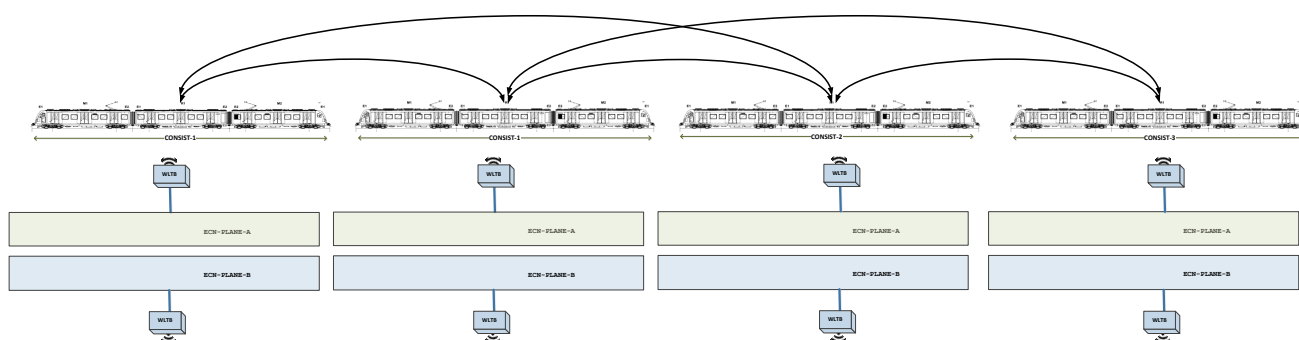 CONSIST-1
CONSIST-1
CONSIST-2
CONSIST-3
WLTB
WLTB
WLTB
WLTB
ECN-PLANE-A
ECN-PLANE-A
ECN-PLANE-A
ECN-PLANE-A
ECN-PLANE-B
ECN-PLANE-B
ECN-PLANE-B
ECN-PLANE-B
WLTB
WLTB
WLTB
WLTB